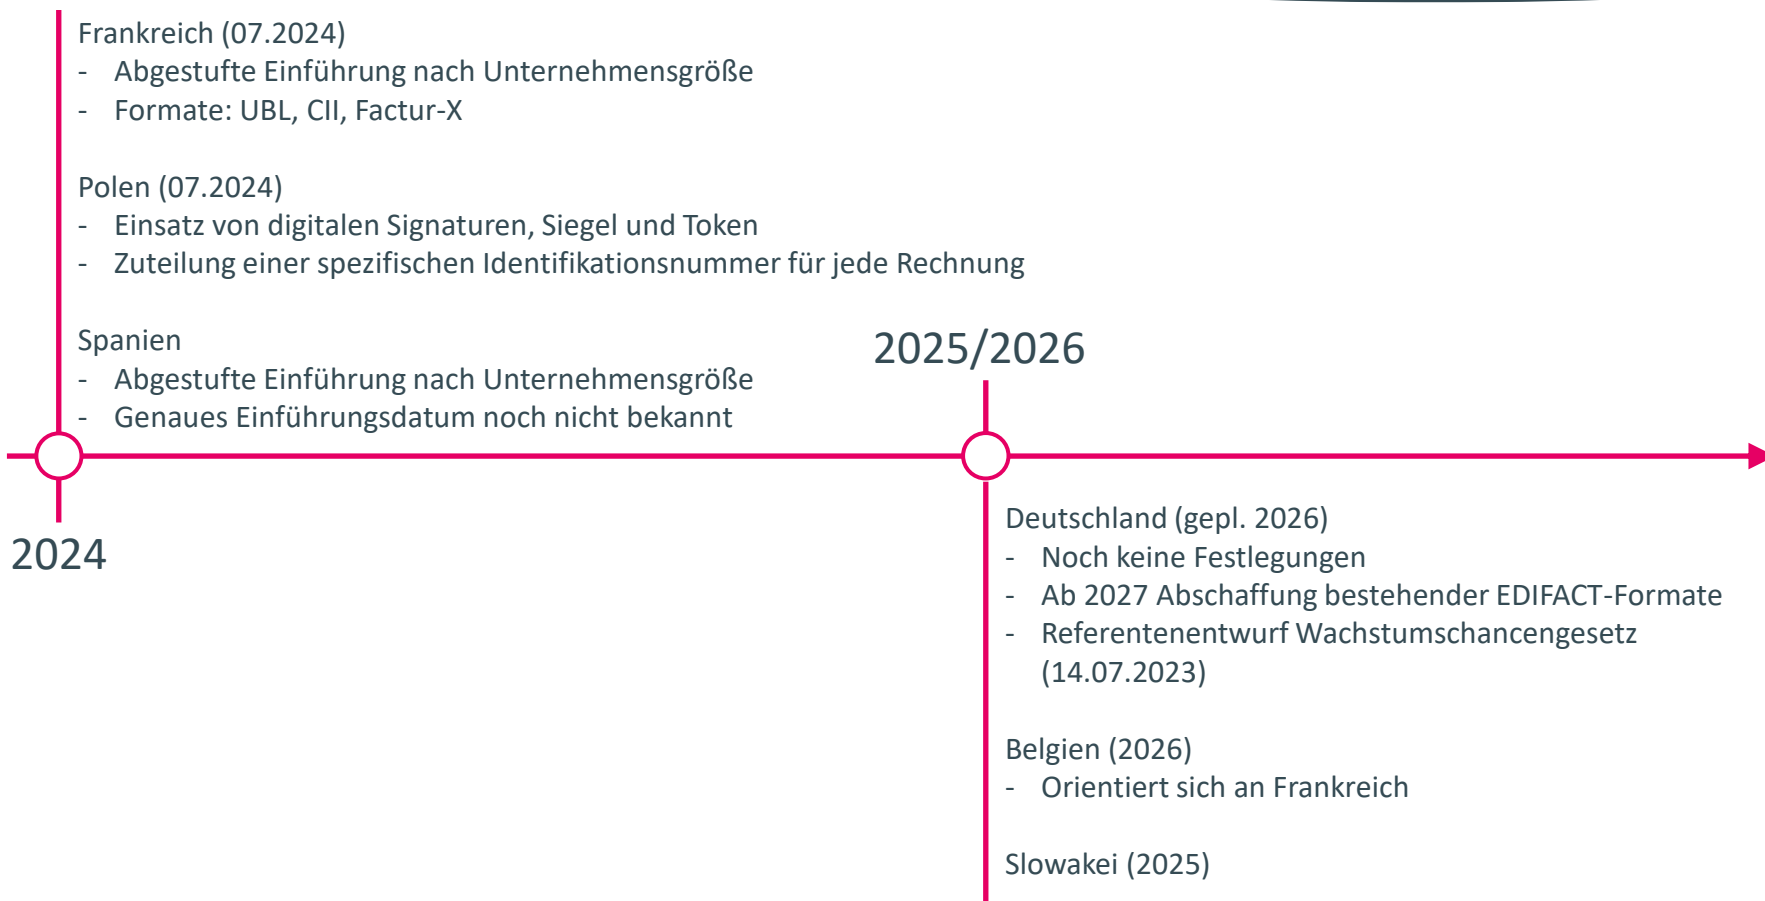 Frankreich (07.2024)
- Abgestufte Einführung nach Unternehmensgröße
- Formate: UBL, CII, Factur-X
Polen (07.2024)
- Einsatz von digitalen Signaturen, Siegel und Token
- Zuteilung einer spezifischen Identifikationsnummer für jede Rechnung
Spanien
- Abgestufte Einführung nach Unternehmensgröße
- Genaues Einführungsdatum noch nicht bekannt
2024
2025/2026
Deutschland (gepl. 2026)
- Noch keine Festlegungen
- Ab 2027 Abschaffung bestehender EDIFACT-Formate
- Referentenentwurf Wachstumschancengesetz
(14.07.2023)
Belgien (2026)
- Orientiert sich an Frankreich
Slowakei (2025)